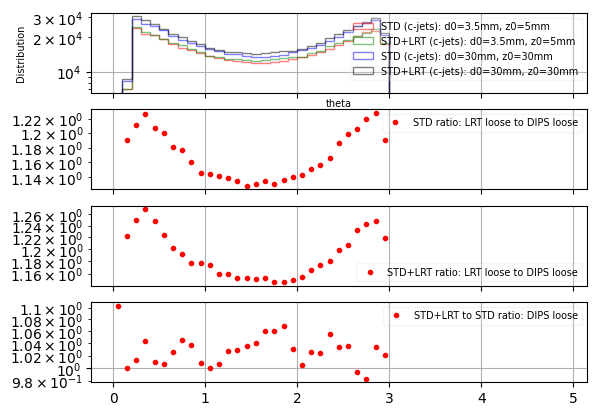 Distribution
3 × 10⁴
2 × 10⁴
10⁴
STD (c-jets): d0=3.5mm, z0=5mm
STD+LRT (c-jets): d0=3.5mm, z0=5mm
STD (c-jets): d0=30mm, z0=30mm
STD+LRT (c-jets): d0=30mm, z0=30mm
theta
1.22 × 10⁰
1.2 × 10⁰
1.18 × 10⁰
1.16 × 10⁰
1.14 × 10⁰
STD ratio: LRT loose to DIPS loose
1.26 × 10⁰
1.24 × 10⁰
1.22 × 10⁰
1.2 × 10⁰
1.18 × 10⁰
1.16 × 10⁰
STD+LRT ratio: LRT loose to DIPS loose
1.1 × 10⁰
1.08 × 10⁰
1.06 × 10⁰
1.04 × 10⁰
1.02 × 10⁰
10⁰
9.8 × 10⁻¹
STD+LRT to STD ratio: DIPS loose
0 1 2 3 4 5